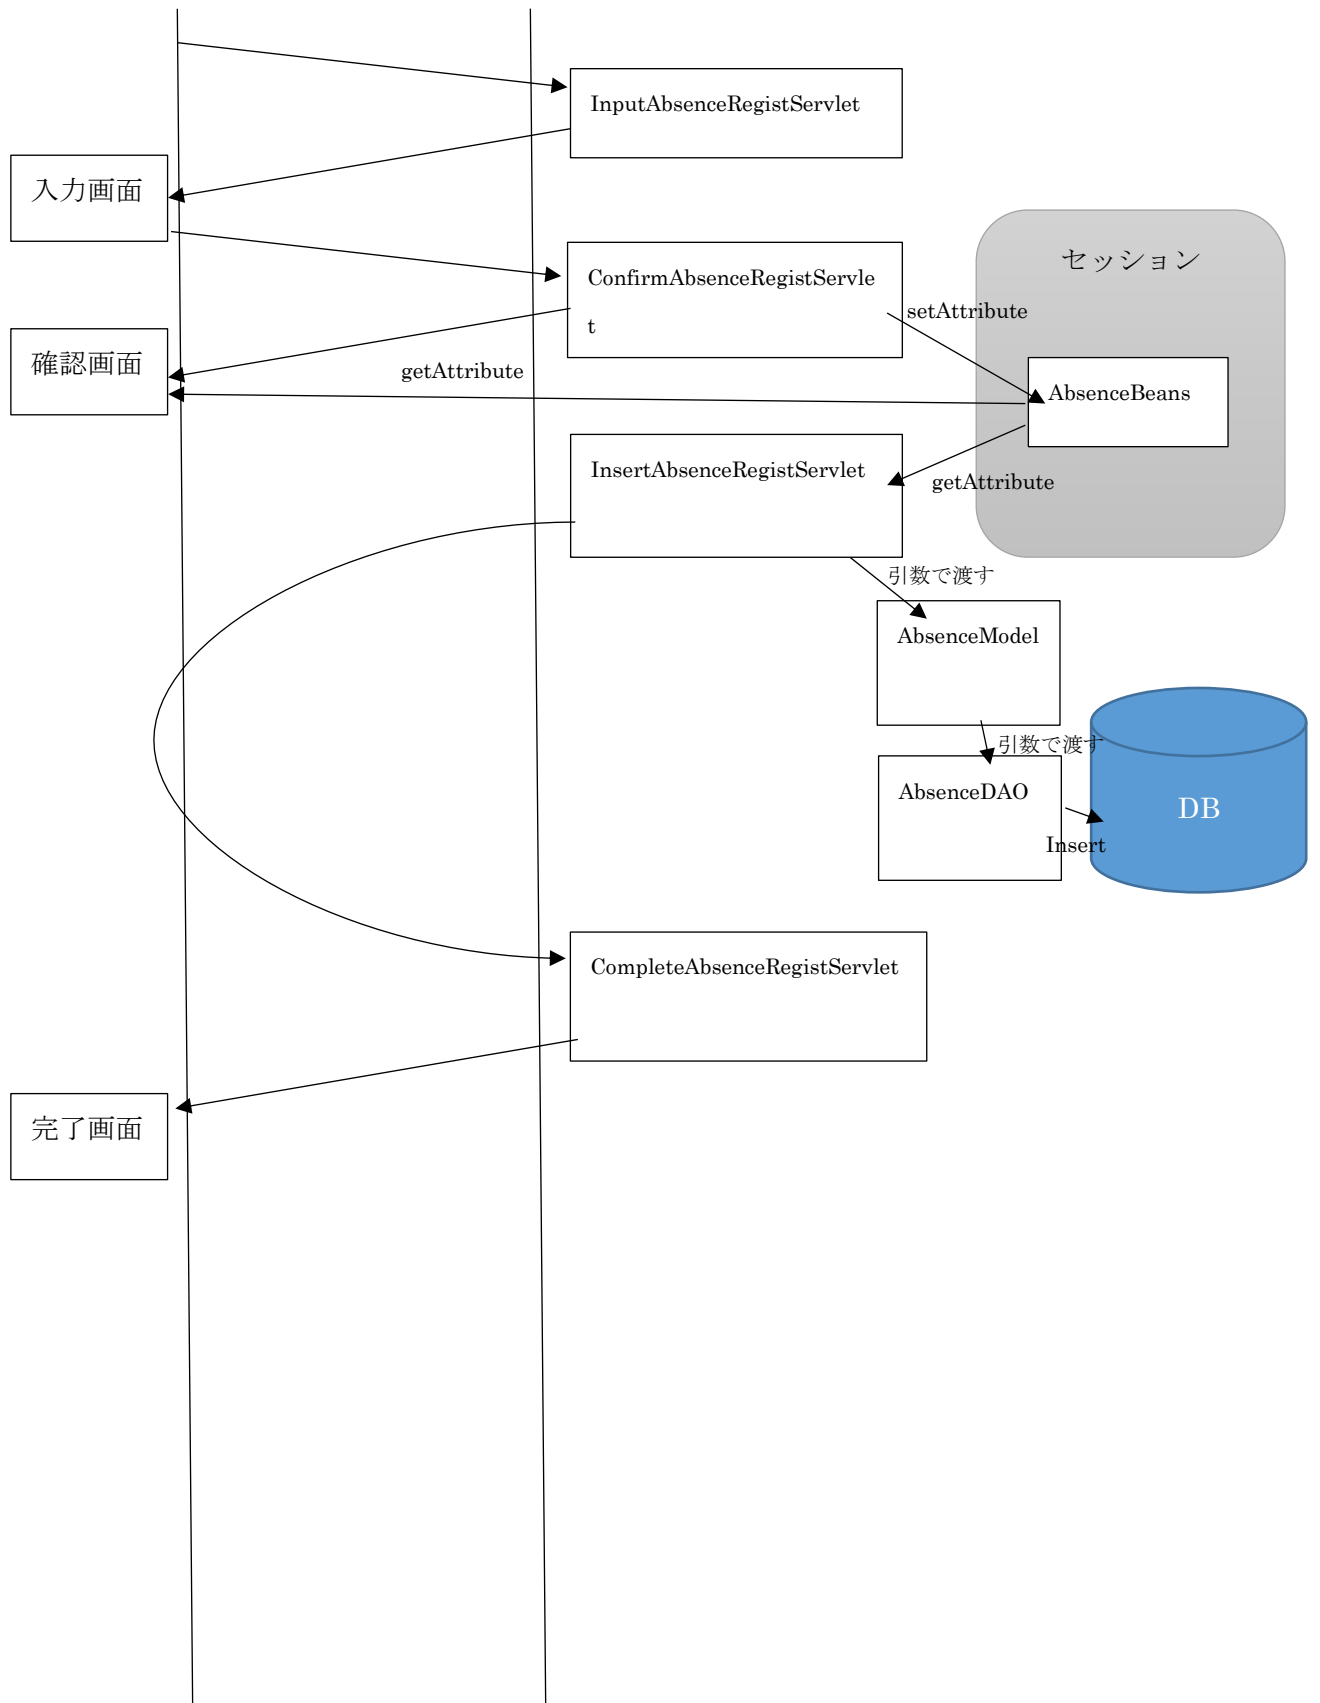 InputAbsenceRegistServlet
入力画面
セッション
ConfirmAbsenceRegistServle
t
setAttribute
確認画面
getAttribute
AbsenceBeans
InsertAbsenceRegistServlet
getAttribute
引数で渡す
AbsenceModel
引数で渡す
AbsenceDAO
DB
Insert
CompleteAbsenceRegistServlet
完了画面